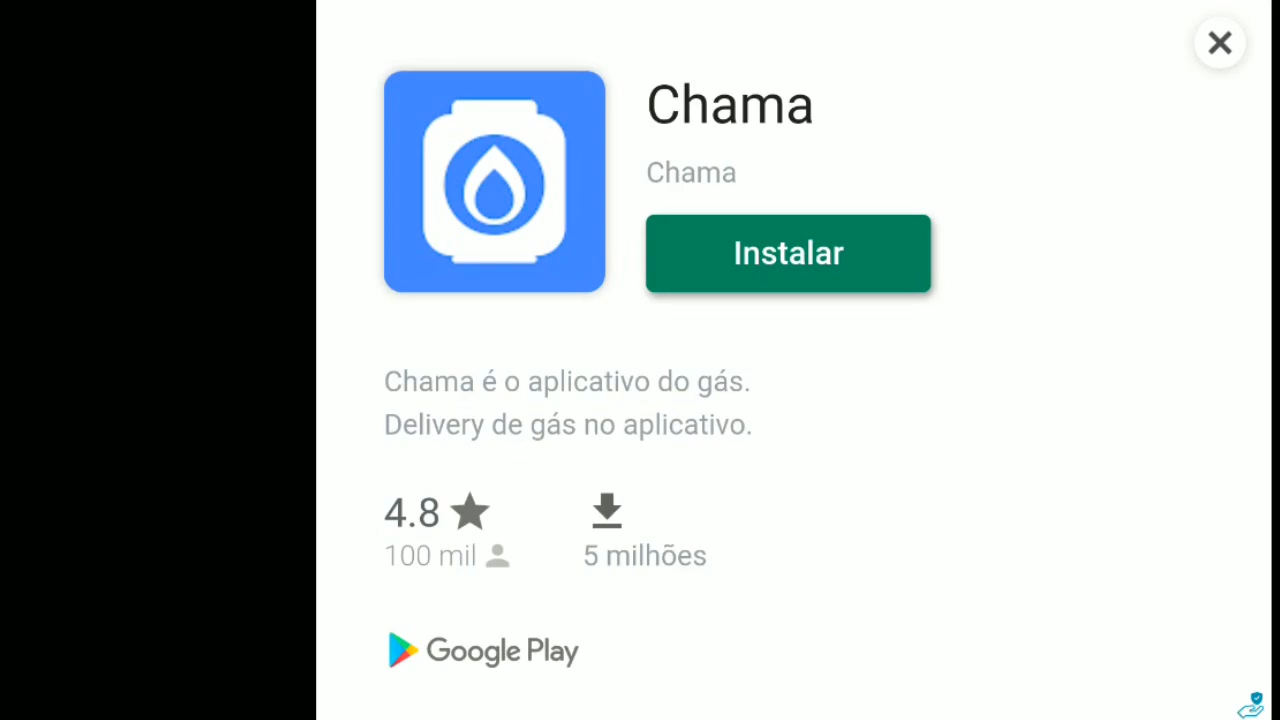 Chama
Chama
Instalar
Chama é o aplicativo do gás.
Delivery de gás no aplicativo.
4.8
100 mil
5 milhões
Google Play